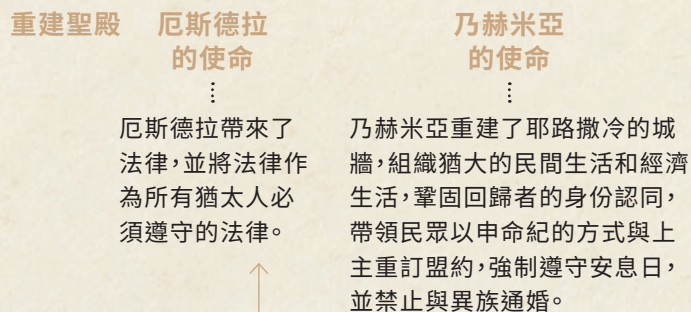 重建聖殿
厄斯德拉
的使命
厄斯德拉帶來了
法律，並將法律作
為所有猶太人必
須遵守的法律。
乃赫米亞
的使命
乃赫米亞重建了耶路撒冷的城
牆，組織猶大的民間生活和經濟
生活，鞏固回歸者的身份認同，
帶領民眾以申命紀的方式與上
主重訂盟約，強制遵守安息日，
並禁止與異族通婚。